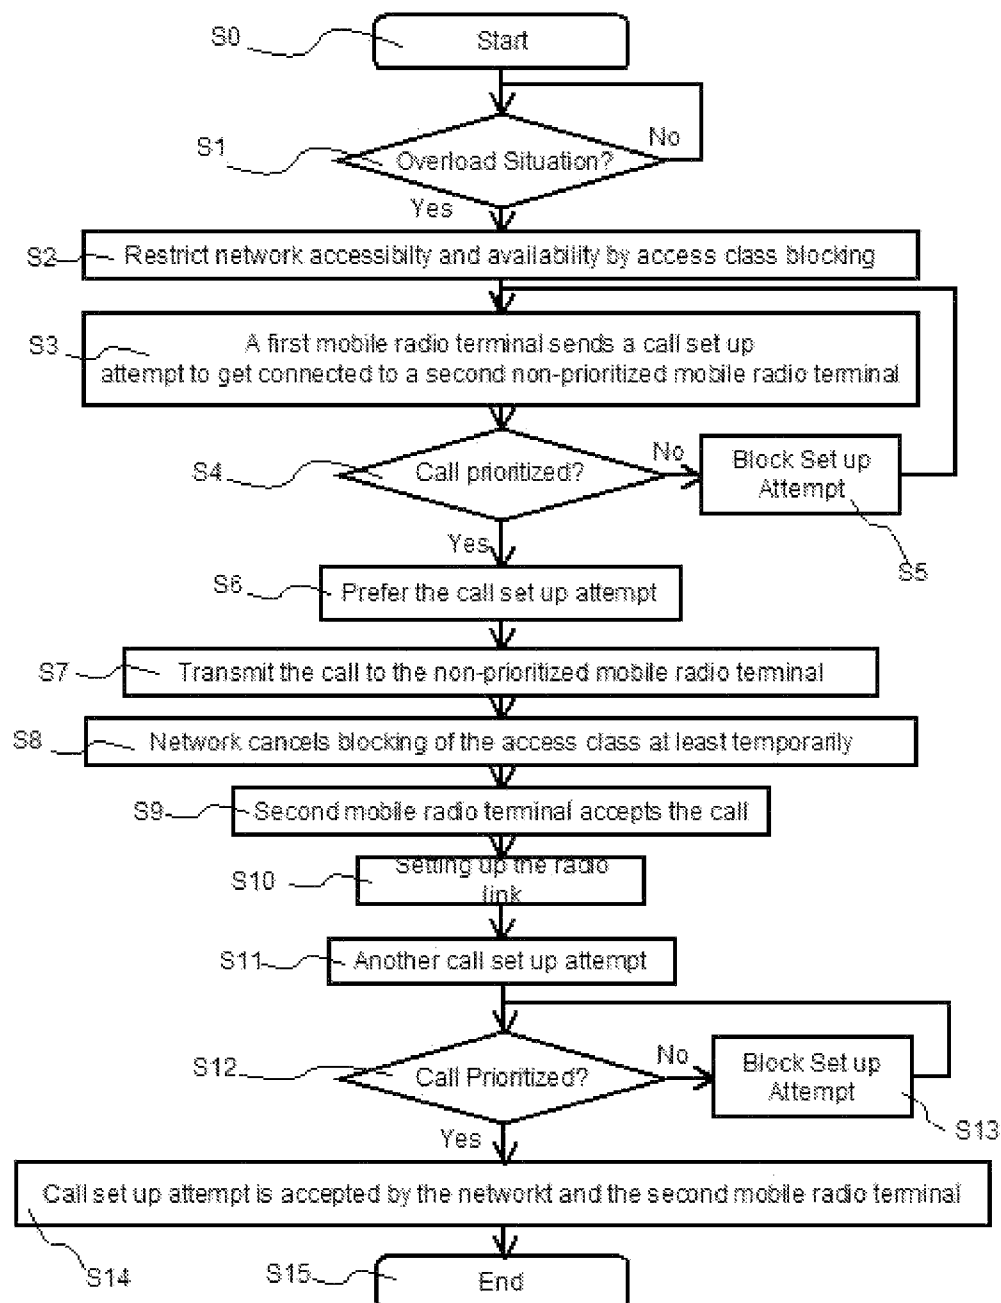 S0
Start
S1
Overload Situation?
No
Yes
S2
Restrict network accessibilty and availability by access class blocking
S3
A first mobile radio terminal sends a call set up
attempt to get connected to a second non-prioritized mobile radio terminal
S4
Call prioritized?
No
Block Set up
Attempt
S5
Yes
S6
Prefer the call set up attempt
S7
Transmit the call to the non-prioritized mobile radio terminal
S8
Network cancels blocking of the access class at least temporarily
S9
Second mobile radio terminal accepts the call
S10
Setting up the radio
link
S11
Another call set up attempt
S12
Call Prioritized?
No
Block Set up
Attempt
S13
Yes
Call set up attempt is accepted by the networkt and the second mobile radio terminal
S14
S15
End